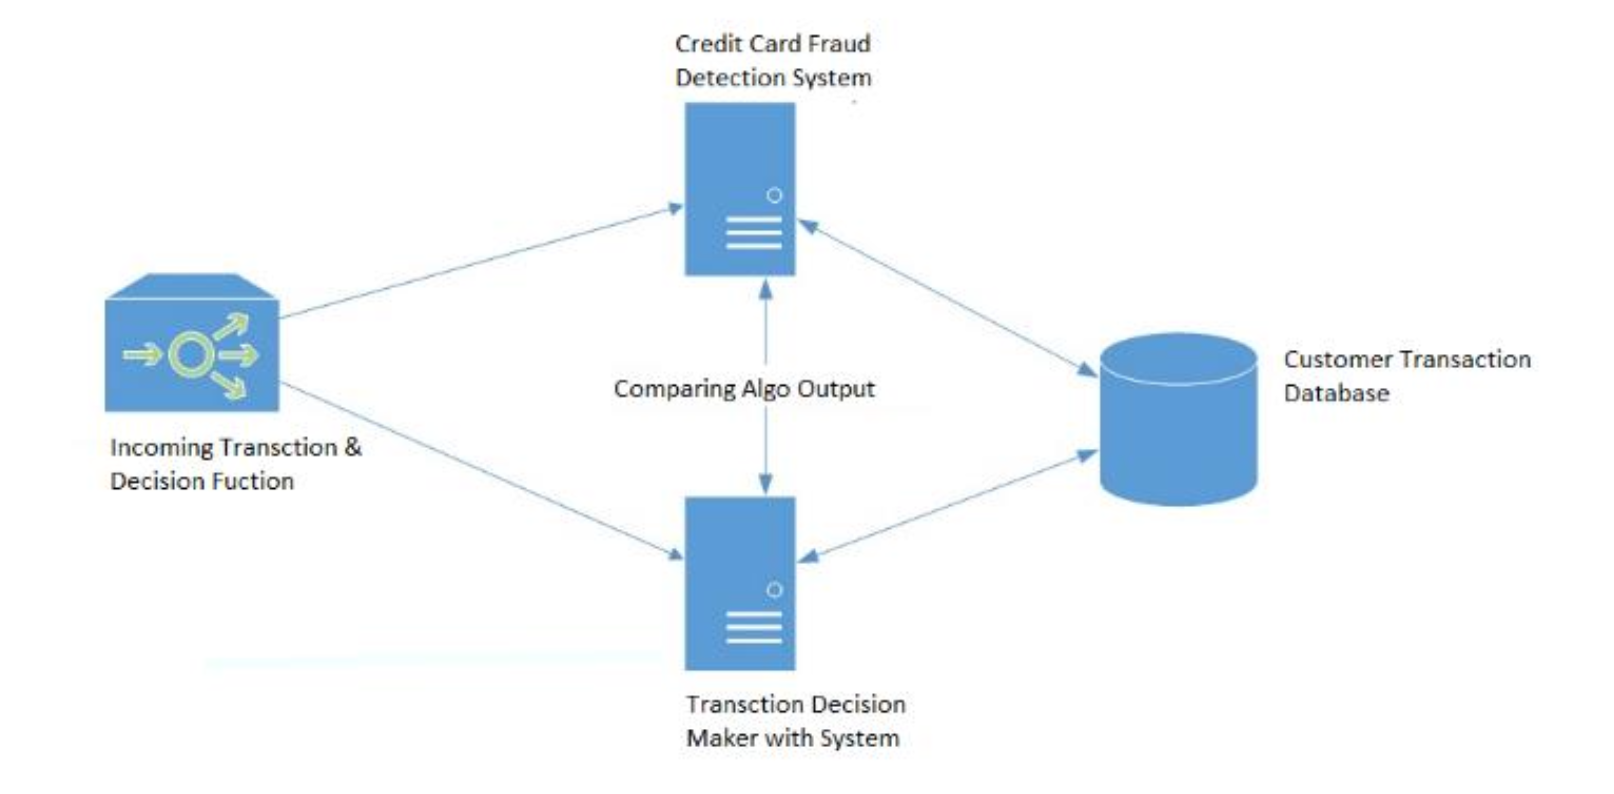 Credit Card Fraud
Detection System
Incoming Transction &
Decision Fuction
Comparing Algo Output
Customer Transaction
Database
Transction Decision
Maker with System